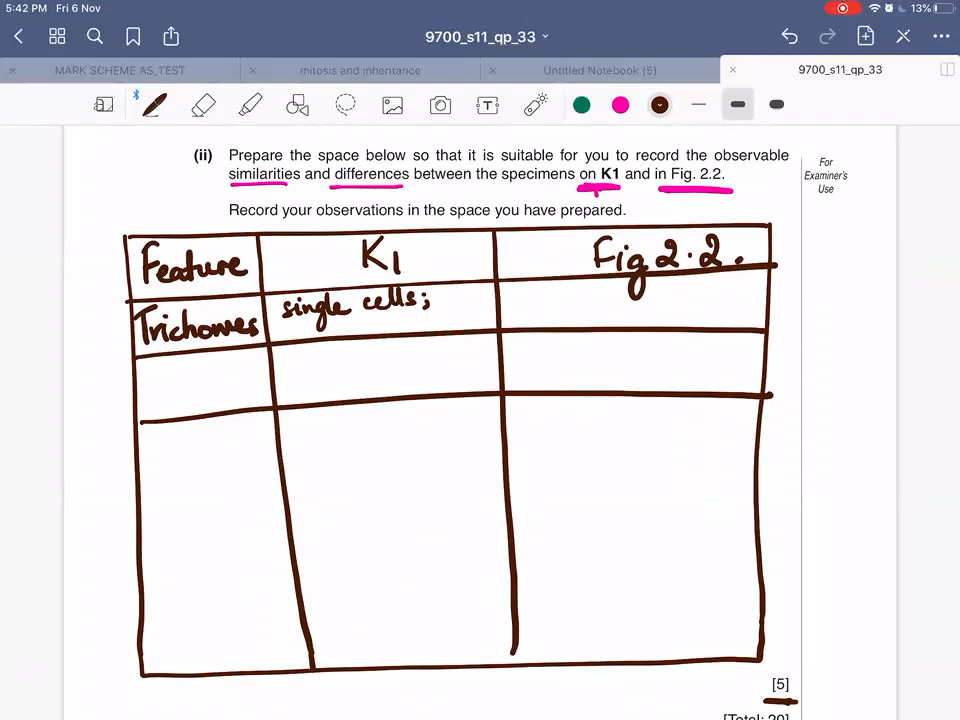 5:42 PM Fri 6 Nov
13%
9700_s11_qp_33
MARK SCHEME AS_TEST
mitosis and inheritance
Untitled Notebook (5)
9700_s11_qp_33
(ii) Prepare the space below so that it is suitable for you to record the observable
similarities and differences between the specimens on K1 and in Fig. 2.2.
Record your observations in the space you have prepared.
For
Examiner's
Use
Feature K1 Fig 2.2.
Trichomes single cells;
[5]
[Total: 20]